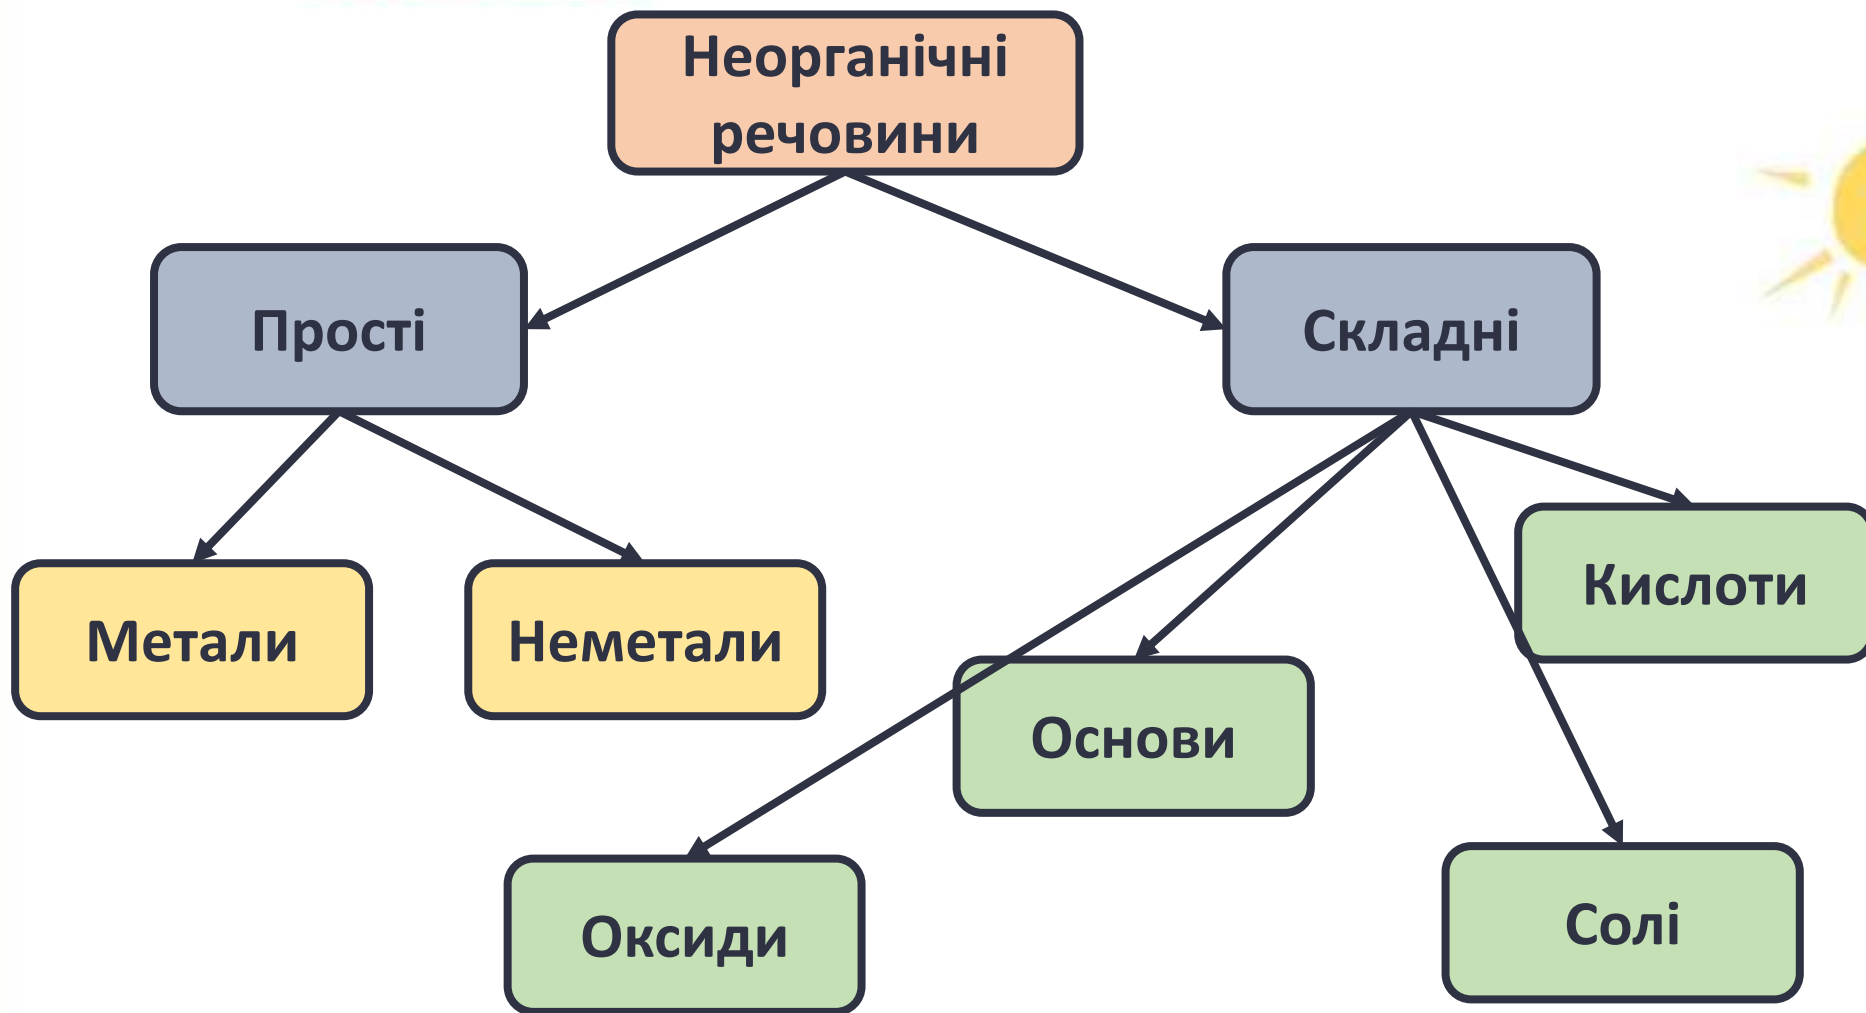 Неорганічні
речовини
Прості
Складні
Метали
Неметали
Кислоти
Основи
Оксиди
Солі